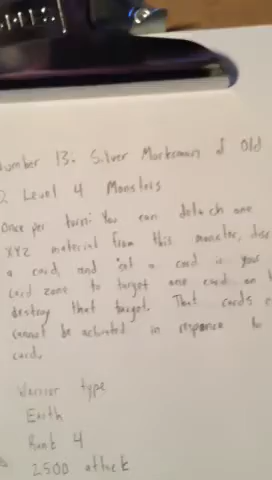 umber 13: Silver Marksman of Old
2 Level 4 Monsters
Once per turn: You can detach one
XYZ material from this monster, disc
a card, and set a card in your
card zone to target one card on
destroy that target. That cards e
cannot be activated in response to
card.
Warrior type
Earth
Rank 4
2500 attack